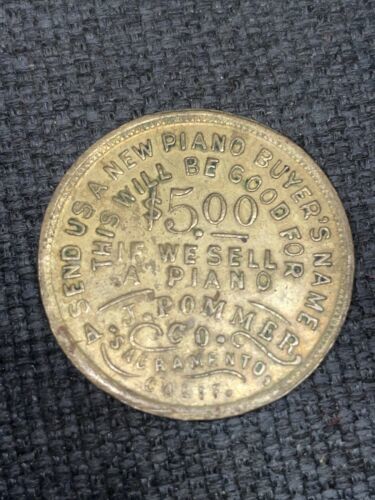 SEND US A NEW PIANO BUYER'S NAME
THIS WILL BE GOOD FOR
$5.00
IF WE SELL
A PIANO
A. J. POMMER
CO.
SACRAMENTO,
CALIF.